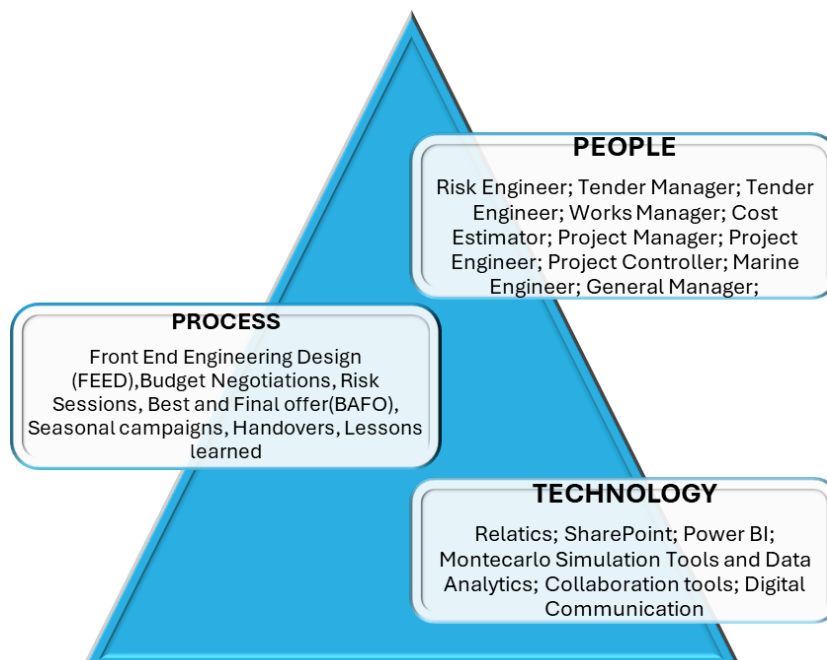 PEOPLE
Risk Engineer; Tender Manager; Tender
Engineer; Works Manager; Cost
Estimator; Project Manager; Project
Engineer; Project Controller; Marine
Engineer; General Manager;
PROCESS
Front End Engineering Design
(FEED),Budget Negotiations, Risk
Sessions, Best and Final offer(BAFO),
Seasonal campaigns, Handovers, Lessons
learned
TECHNOLOGY
Relatics; SharePoint; Power BI;
Montecarlo Simulation Tools and Data
Analytics; Collaboration tools; Digital
Communication